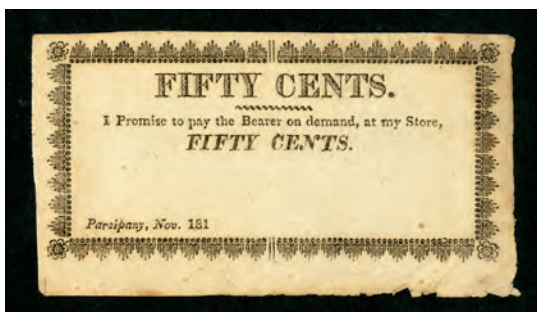 FIFTY CENTS.
I Promise to pay the Bearer on demand, at my Store,
FIFTY CENTS.
Parsipany, Nov. 181